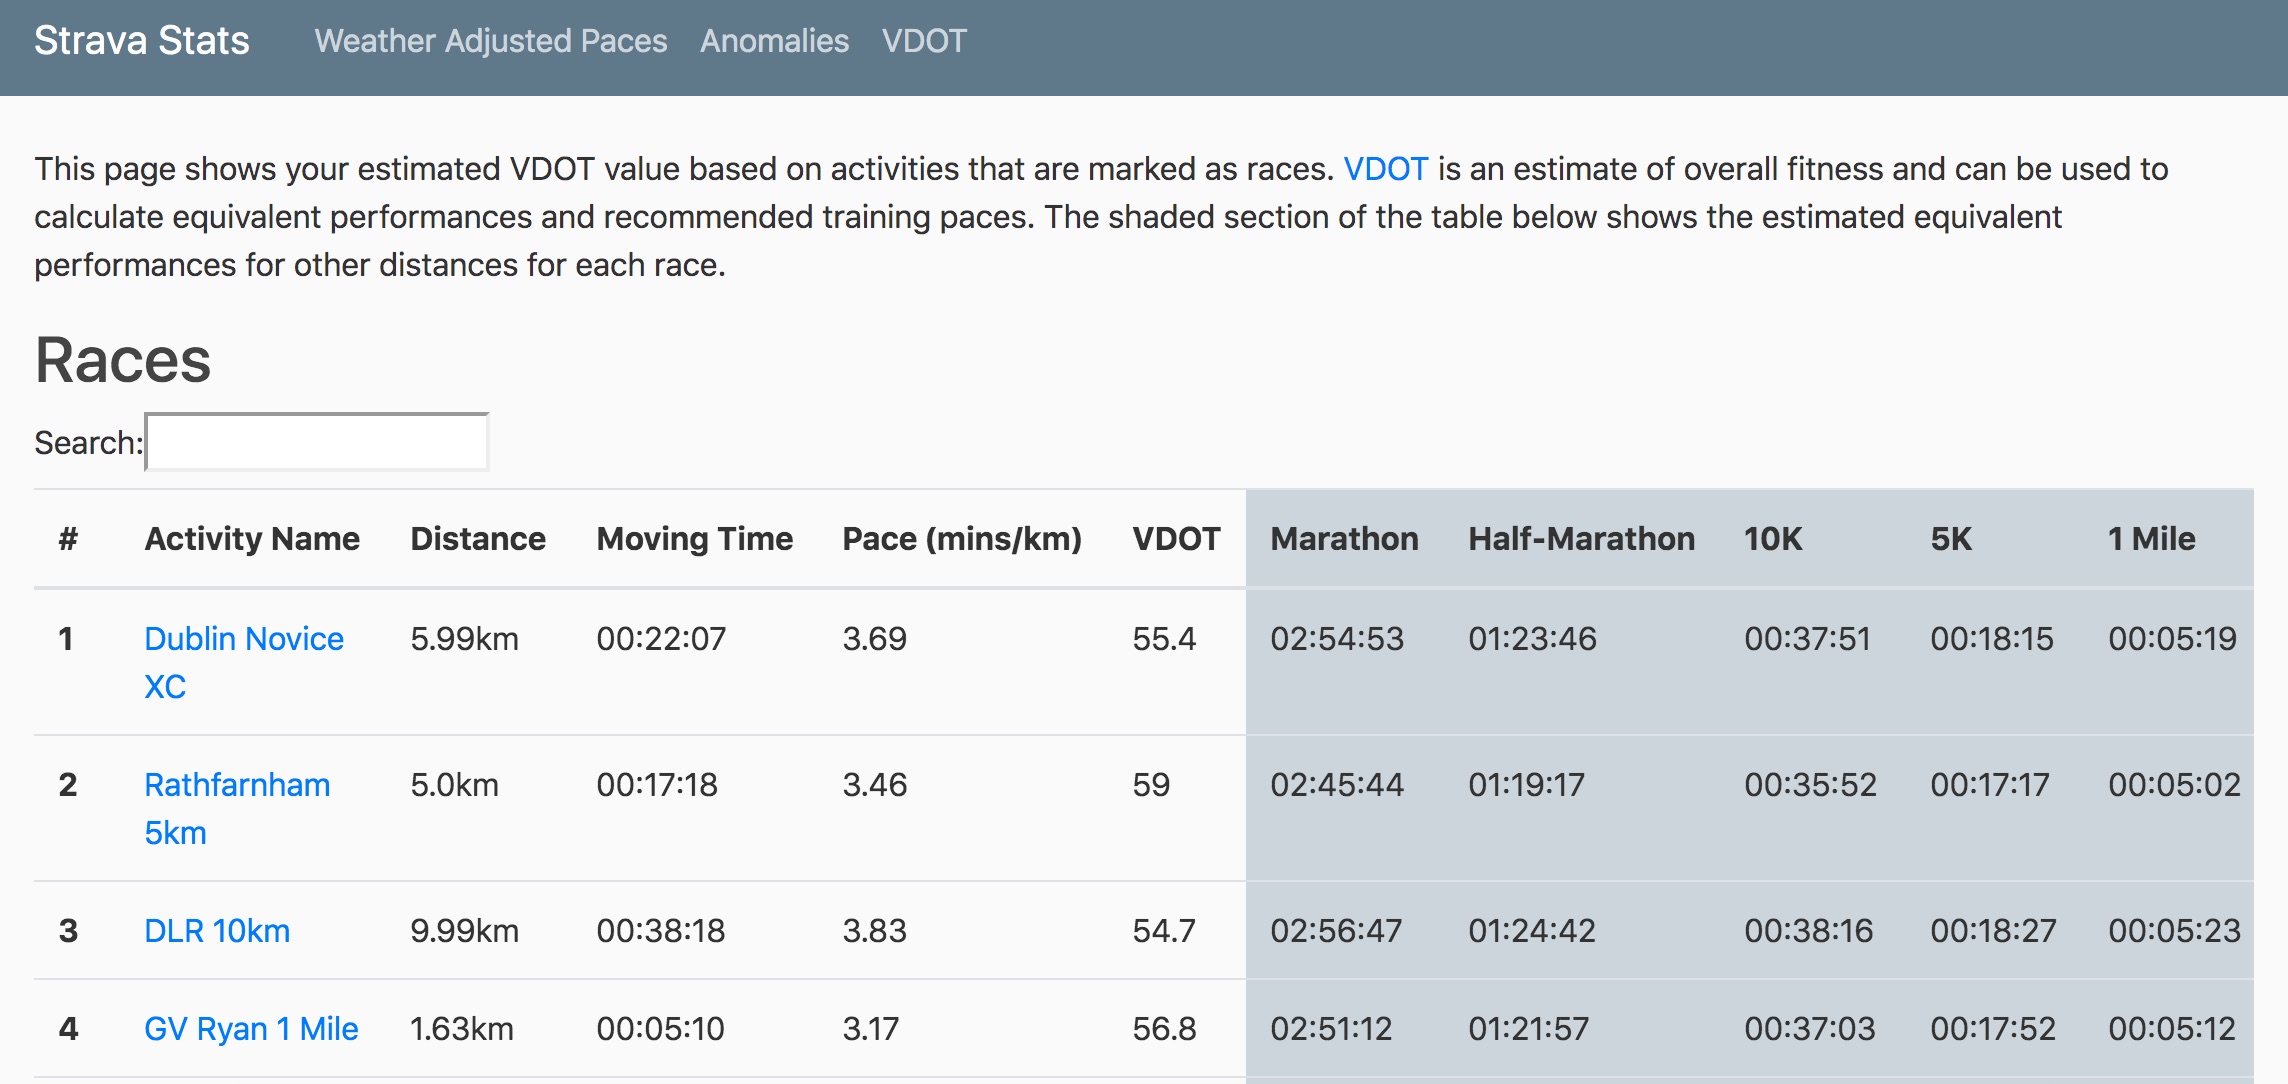 Strava Stats Weather Adjusted Paces Anomalies VDOT
This page shows your estimated VDOT value based on activities that are marked as races. VDOT is an estimate of overall fitness and can be used to
calculate equivalent performances and recommended training paces. The shaded section of the table below shows the estimated equivalent
performances for other distances for each race.
Races
Search:
# Activity Name Distance Moving Time Pace (mins/km) VDOT Marathon Half-Marathon 10K 5K 1 Mile
1 Dublin Novice 5.99km 00:22:07 3.69 55.4 02:54:53 01:23:46 00:37:51 00:18:15 00:05:19
XC
2 Rathfarnham 5.0km 00:17:18 3.46 59 02:45:44 01:19:17 00:35:52 00:17:17 00:05:02
5km
3 DLR 10km 9.99km 00:38:18 3.83 54.7 02:56:47 01:24:42 00:38:16 00:18:27 00:05:23
4 GV Ryan 1 Mile 1.63km 00:05:10 3.17 56.8 02:51:12 01:21:57 00:37:03 00:17:52 00:05:12